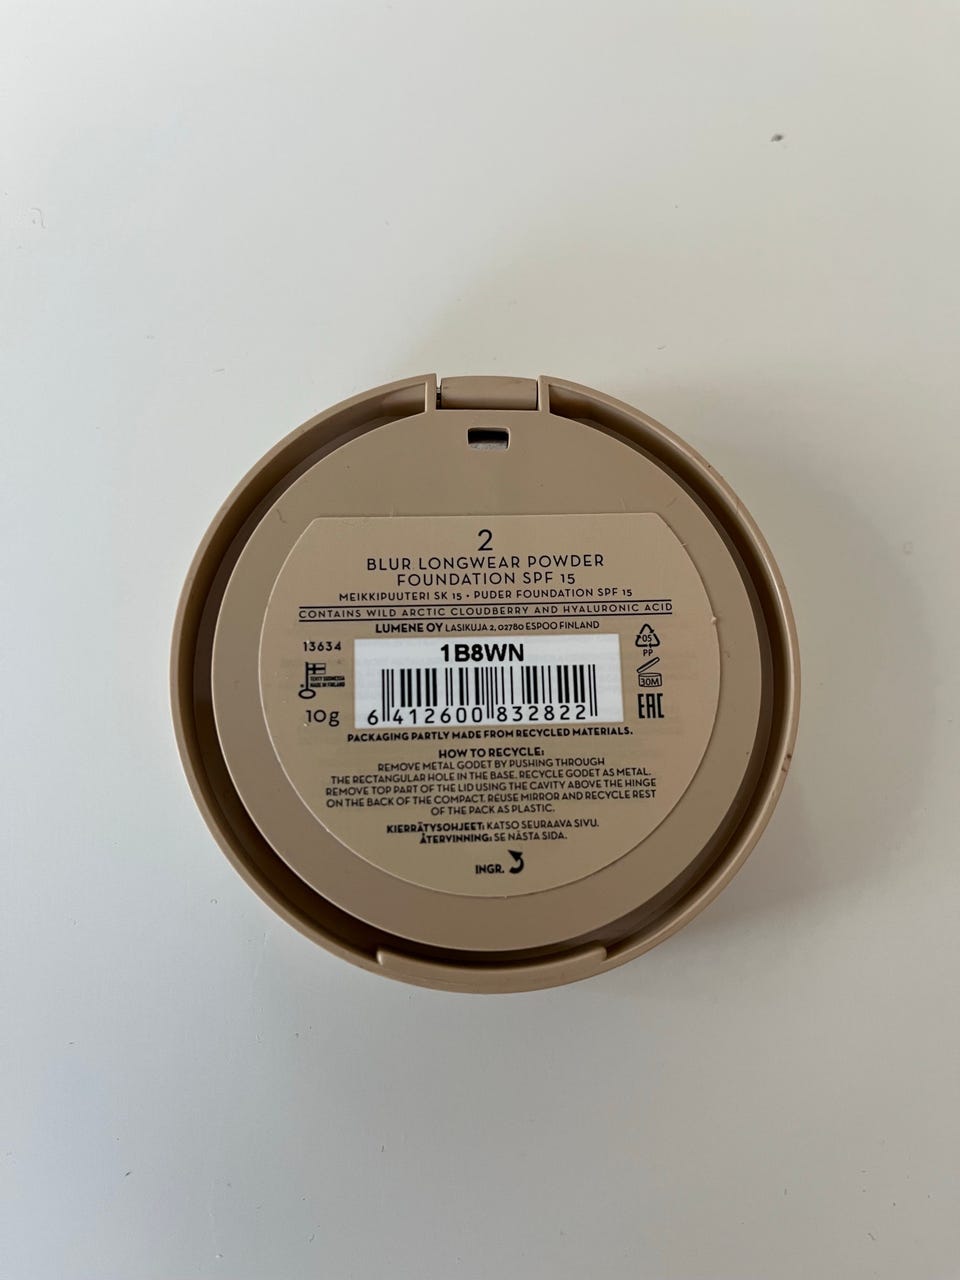 2
BLUR LONGWEAR POWDER
FOUNDATION SPF 15
MEIKKIPUUTERI SK 15 • PUDER FOUNDATION SPF 15
CONTAINS WILD ARCTIC CLOUDBERRY AND HYALURONIC ACID
LUMENE OY LASIKUJA 2, 02780 ESPOO FINLAND
13634
1B8WN
05
PP
TEHTY SUOMESSA
MADE IN FINLAND
30M
10g
6 412600 832822
EAC
PACKAGING PARTLY MADE FROM RECYCLED MATERIALS.
HOW TO RECYCLE:
REMOVE METAL GODET BY PUSHING THROUGH
THE RECTANGULAR HOLE IN THE BASE. RECYCLE GODET AS METAL.
REMOVE TOP PART OF THE LID USING THE CAVITY ABOVE THE HINGE
ON THE BACK OF THE COMPACT. REUSE MIRROR AND RECYCLE REST
OF THE PACK AS PLASTIC.
KIERRÄTYSOHJEET: KATSO SEURAAVA SIVU.
ÅTERVINNING: SE NÄSTA SIDA.
INGR.